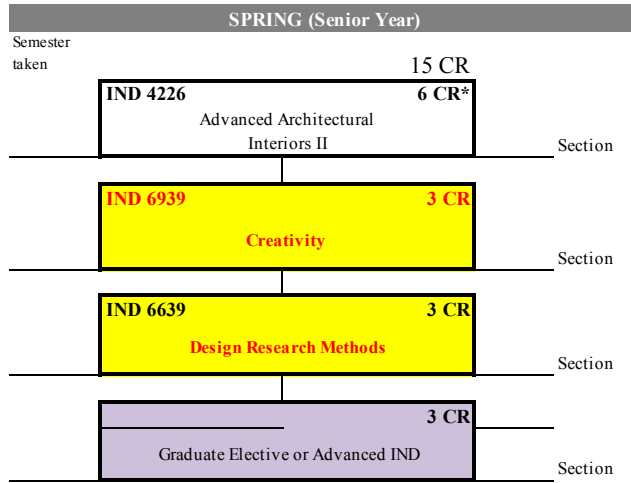 SPRING (Senior Year)
Semester
taken
15 CR
IND 4226 6 CR*
Advanced Architectural
Interiors II
Section
IND 6939 3 CR
Creativity
Section
IND 6639 3 CR
Design Research Methods
Section
3 CR
Graduate Elective or Advanced IND
Section